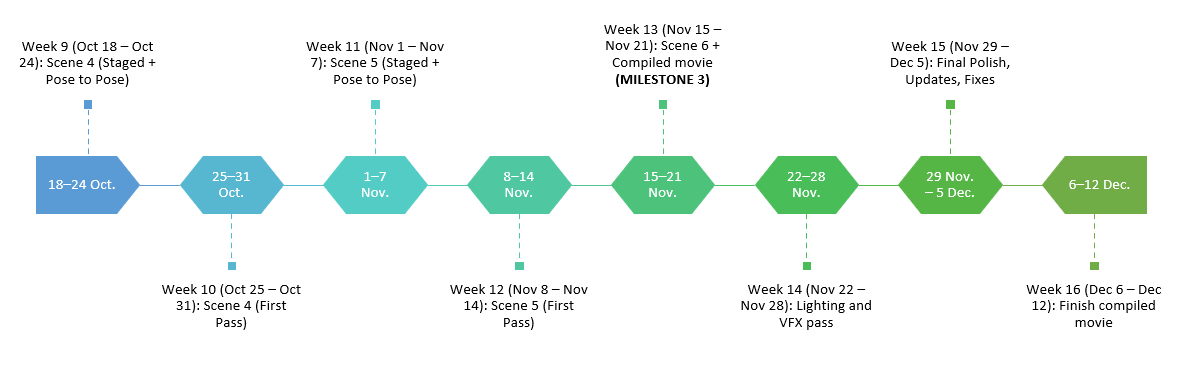 Week 9 (Oct 18 – Oct
24): Scene 4 (Staged +
Pose to Pose)
Week 11 (Nov 1 – Nov
7): Scene 5 (Staged +
Pose to Pose)
Week 13 (Nov 15 –
Nov 21): Scene 6 +
Compiled movie
(MILESTONE 3)
Week 15 (Nov 29 –
Dec 5): Final Polish,
Updates, Fixes
18–24 Oct.
25–31
Oct.
1–7
Nov.
8–14
Nov.
15–21
Nov.
22–28
Nov.
29 Nov.
– 5 Dec.
6–12 Dec.
Week 10 (Oct 25 – Oct
31): Scene 4 (First
Pass)
Week 12 (Nov 8 – Nov
14): Scene 5 (First
Pass)
Week 14 (Nov 22 –
Nov 28): Lighting and
VFX pass
Week 16 (Dec 6 – Dec
12): Finish compiled
movie